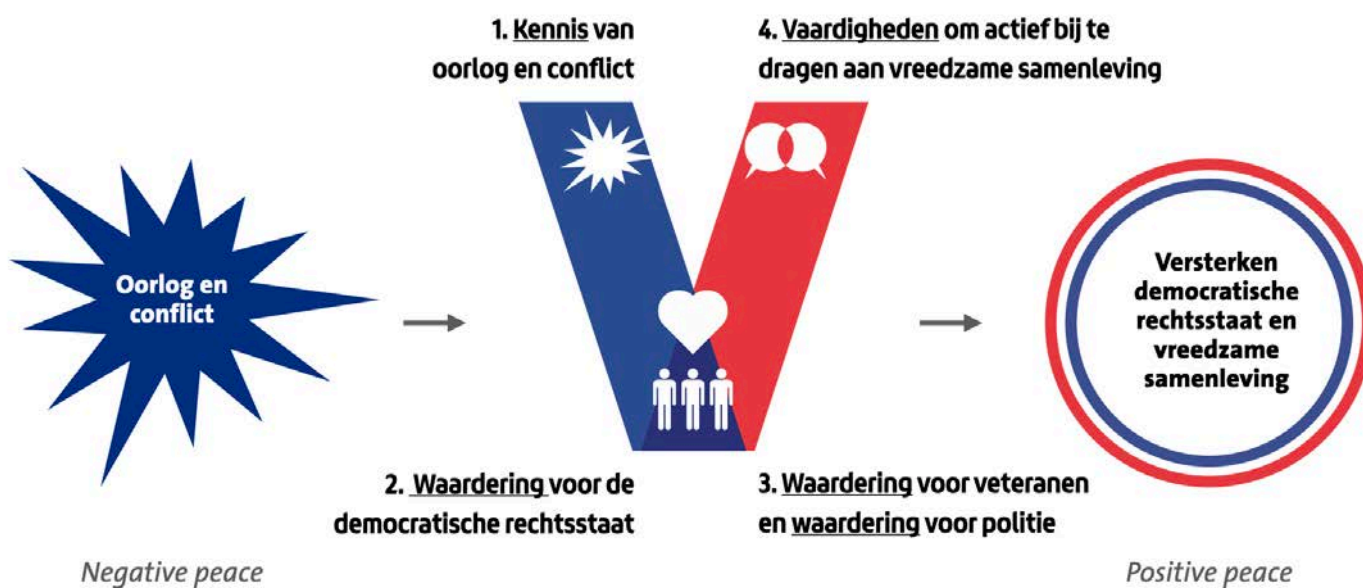 1. Kennis van
oorlog en conflict
4. Vaardigheden om actief bij te
dragen aan vreedzame samenleving
Oorlog en
conflict
Versterken
democratische
rechtsstaat en
vreedzame
samenleving
2. Waardering voor de
democratische rechtsstaat
3. Waardering voor veteranen
en waardering voor politie
Negative peace
Positive peace